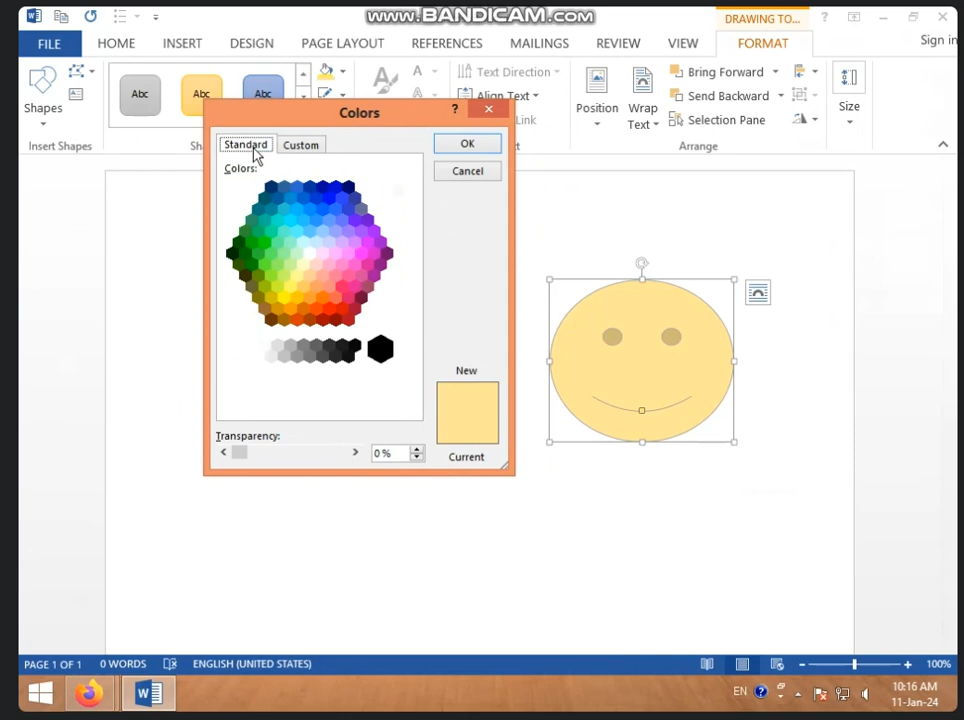 www.BANDICAM.com
DRAWING TO...
?
FILE
HOME
INSERT
DESIGN
PAGE LAYOUT
REFERENCES
MAILINGS
REVIEW
VIEW
FORMAT
Sign in
Shapes
Abc
Abc
Abc
Text Direction
Align Text
Link
Position
Wrap
Text
Bring Forward
Send Backward
Selection Pane
Size
Insert Shapes
Arrange
Colors
?
Standard
Custom
OK
Cancel
Colors:
New
Current
Transparency:
0 %
PAGE 1 OF 1
0 WORDS
ENGLISH (UNITED STATES)
100%
EN
10:16 AM
11-Jan-24